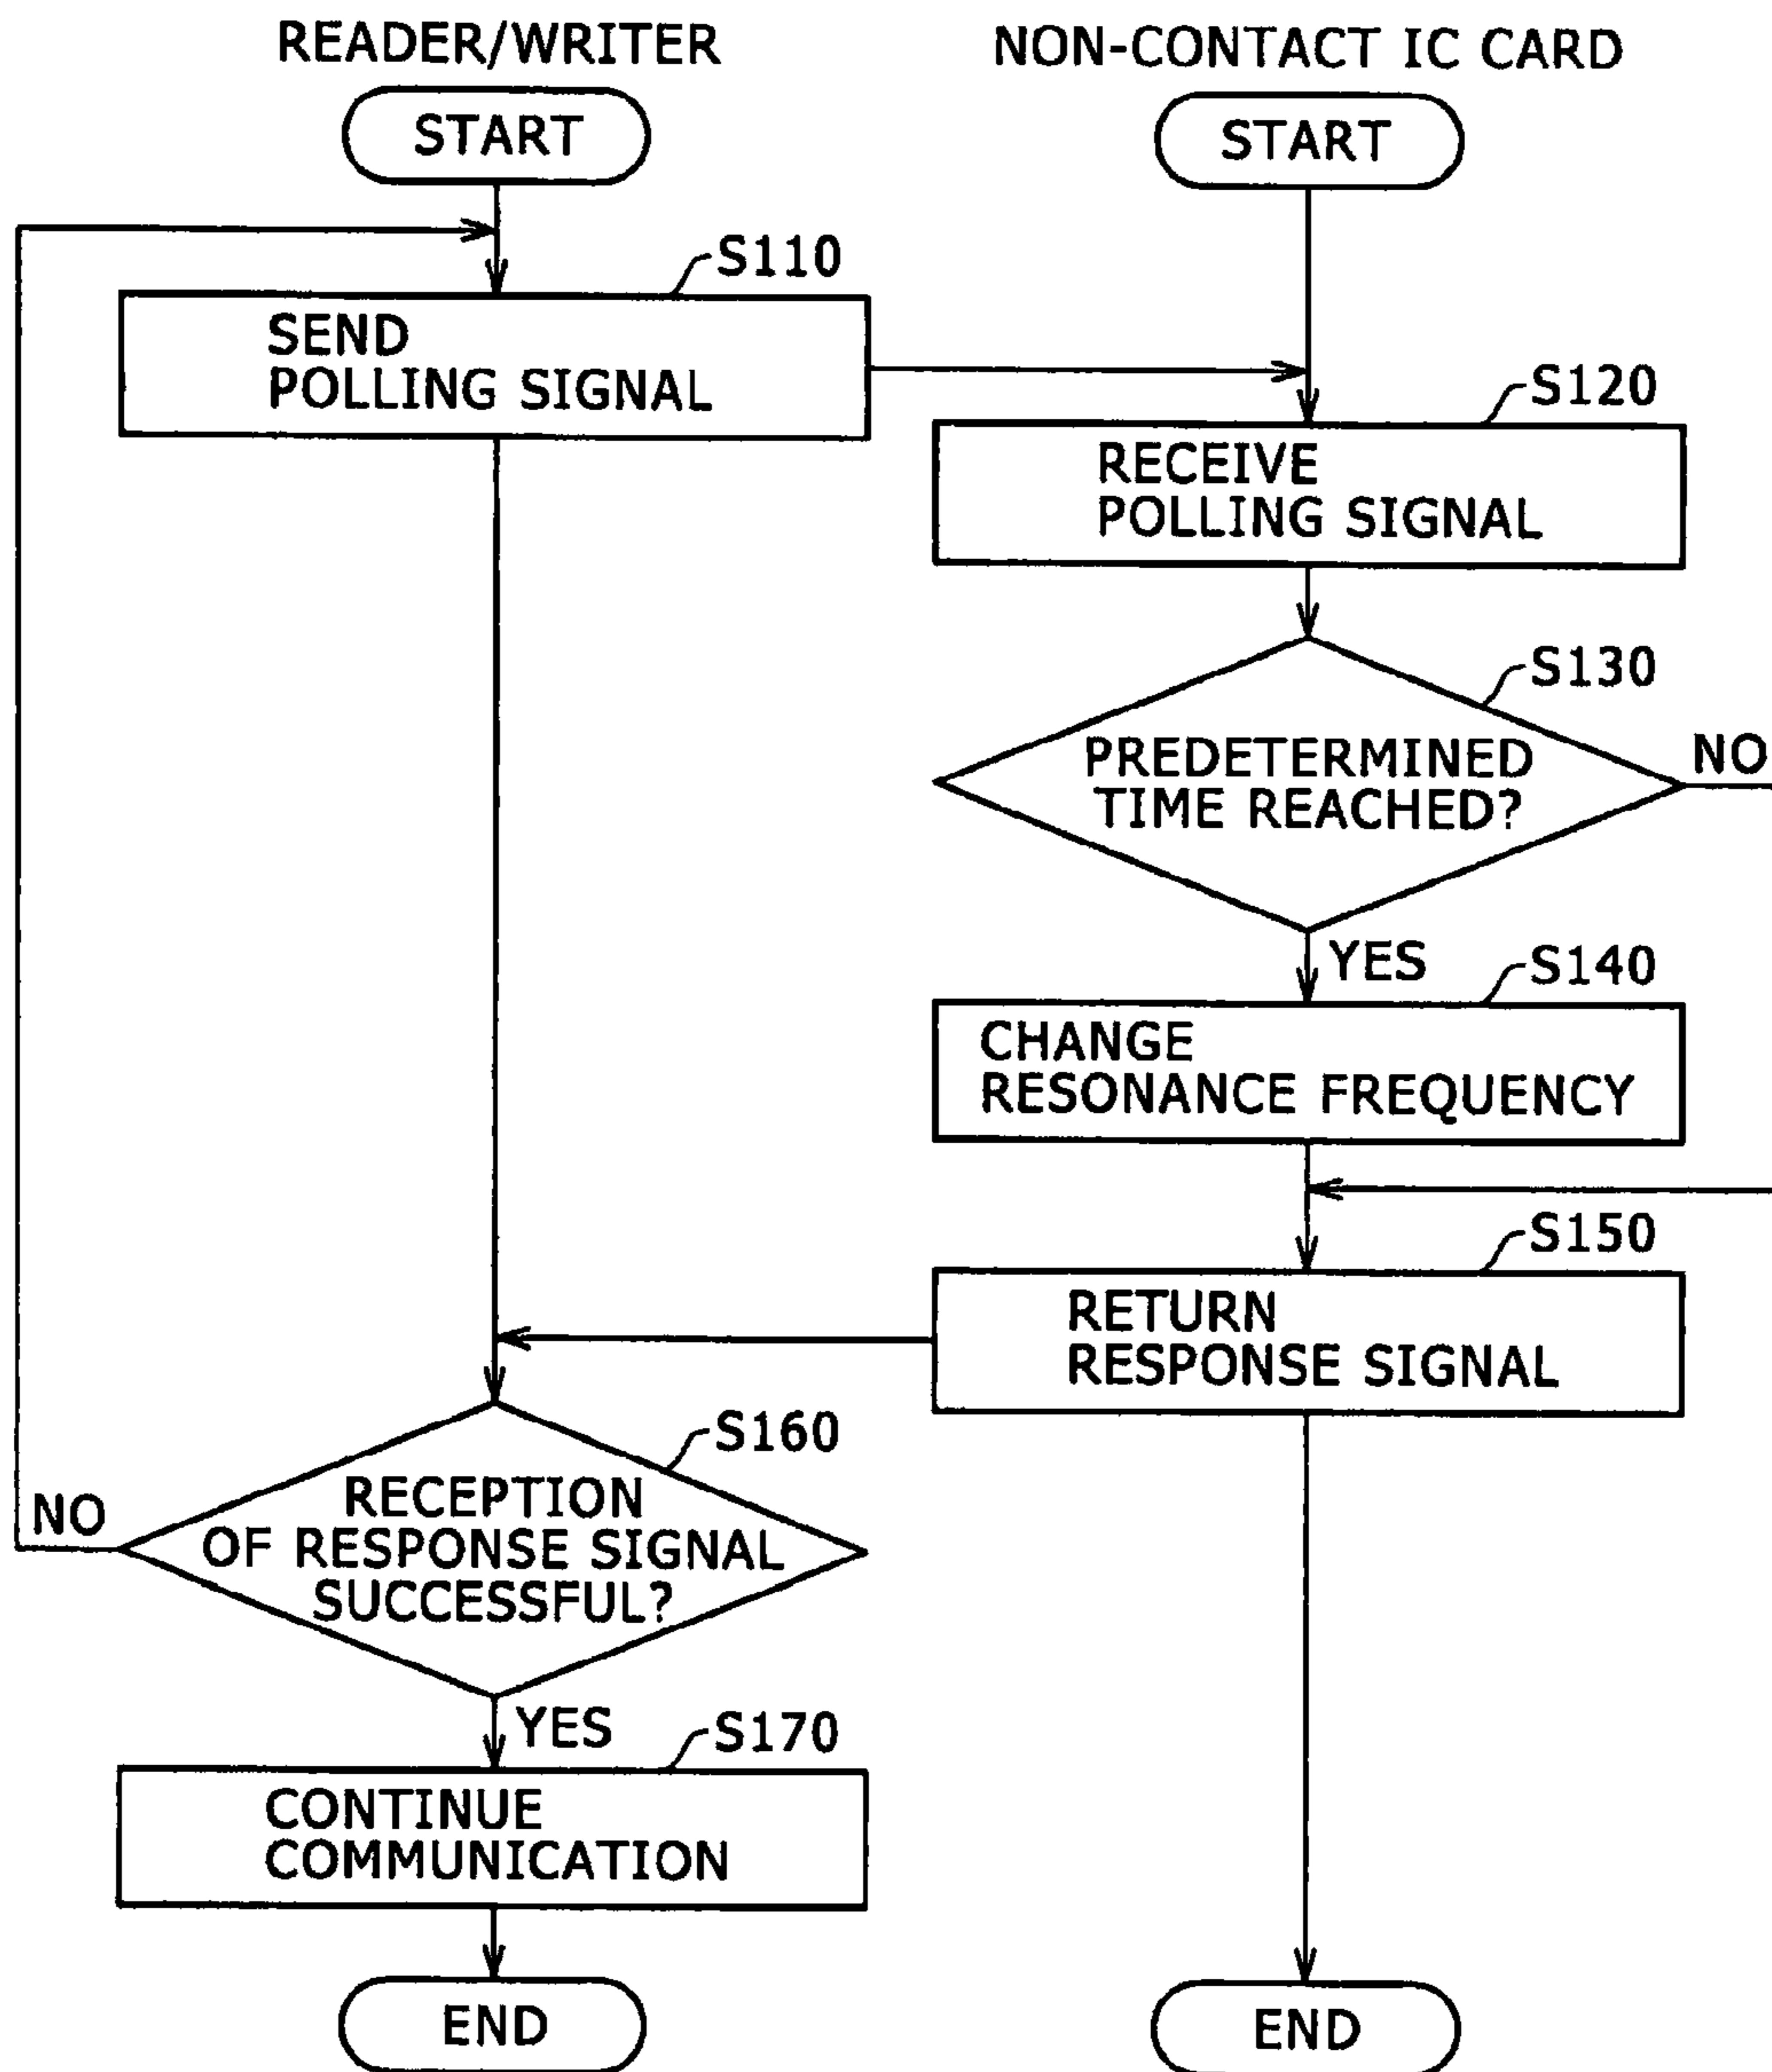 READER/WRITER
NON-CONTACT IC CARD
START
START
S110
SEND
POLLING SIGNAL
S120
RECEIVE
POLLING SIGNAL
S130
PREDETERMINED
TIME REACHED?
NO
YES
S140
CHANGE
RESONANCE FREQUENCY
S150
RETURN
RESPONSE SIGNAL
S160
RECEPTION
OF RESPONSE SIGNAL
SUCCESSFUL?
NO
YES
S170
CONTINUE
COMMUNICATION
END
END